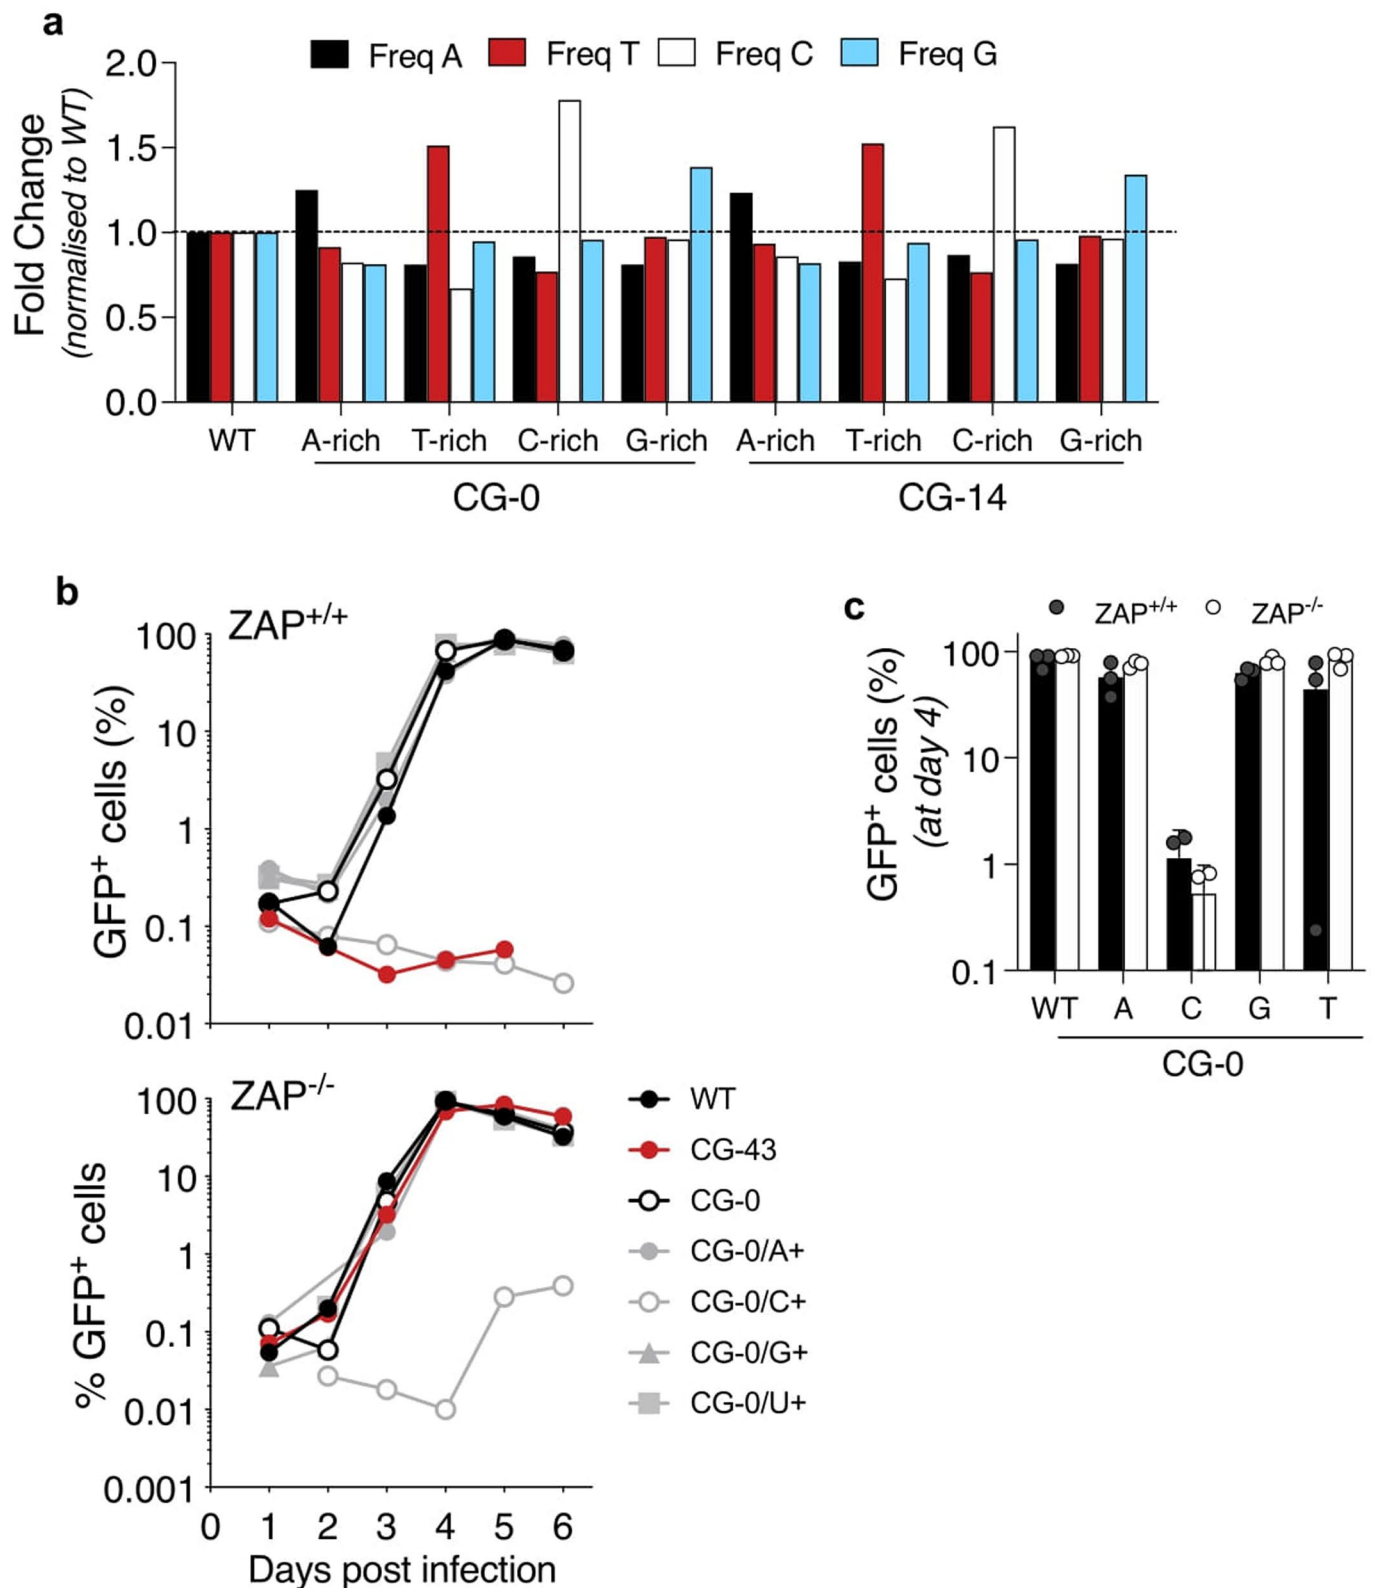 a
Freq A Freq T Freq C Freq G
Fold Change
(normalised to WT)
2.0
1.5
1.0
0.5
0.0
WT A-rich T-rich C-rich G-rich A-rich T-rich C-rich G-rich
CG-0 CG-14
b
ZAP+/+
GFP+ cells (%)
100
10
1
0.1
0.01
c
ZAP+/+ ZAP-/-
GFP+ cells (%)
(at day 4)
100
10
1
0.1
WT A C G T
CG-0
ZAP-/-
% GFP+ cells
100
10
1
0.1
0.01
0.001
0 1 2 3 4 5 6
Days post infection
WT
CG-43
CG-0
CG-0/A+
CG-0/C+
CG-0/G+
CG-0/U+